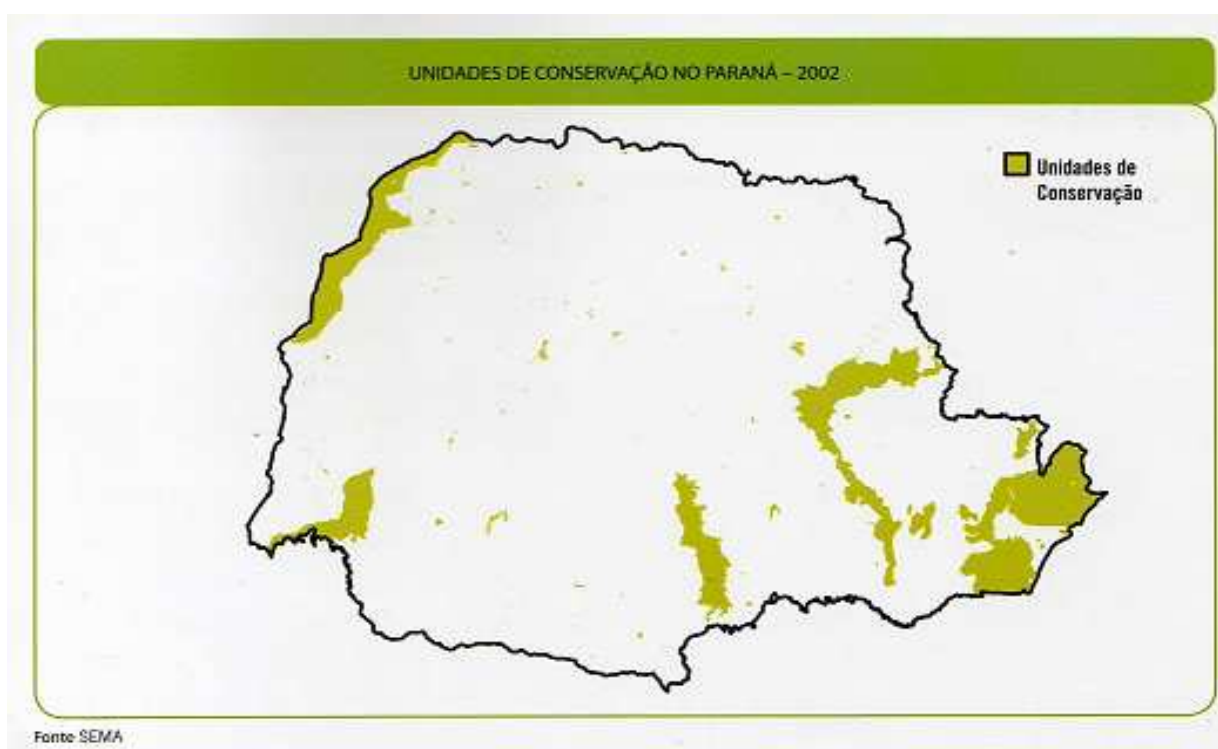 UNIDADES DE CONSERVAÇÃO NO PARANÁ – 2002
Unidades de
Conservação
Fonte SEMA